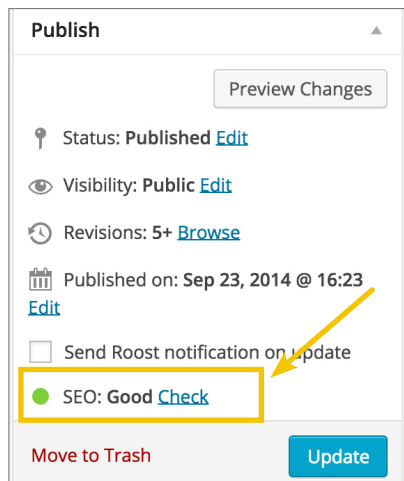 Publish
Preview Changes
Status: Published Edit
Visibility: Public Edit
Revisions: 5+ Browse
Published on: Sep 23, 2014 @ 16:23
Edit
Send Roost notification on update
SEO: Good Check
Move to Trash Update